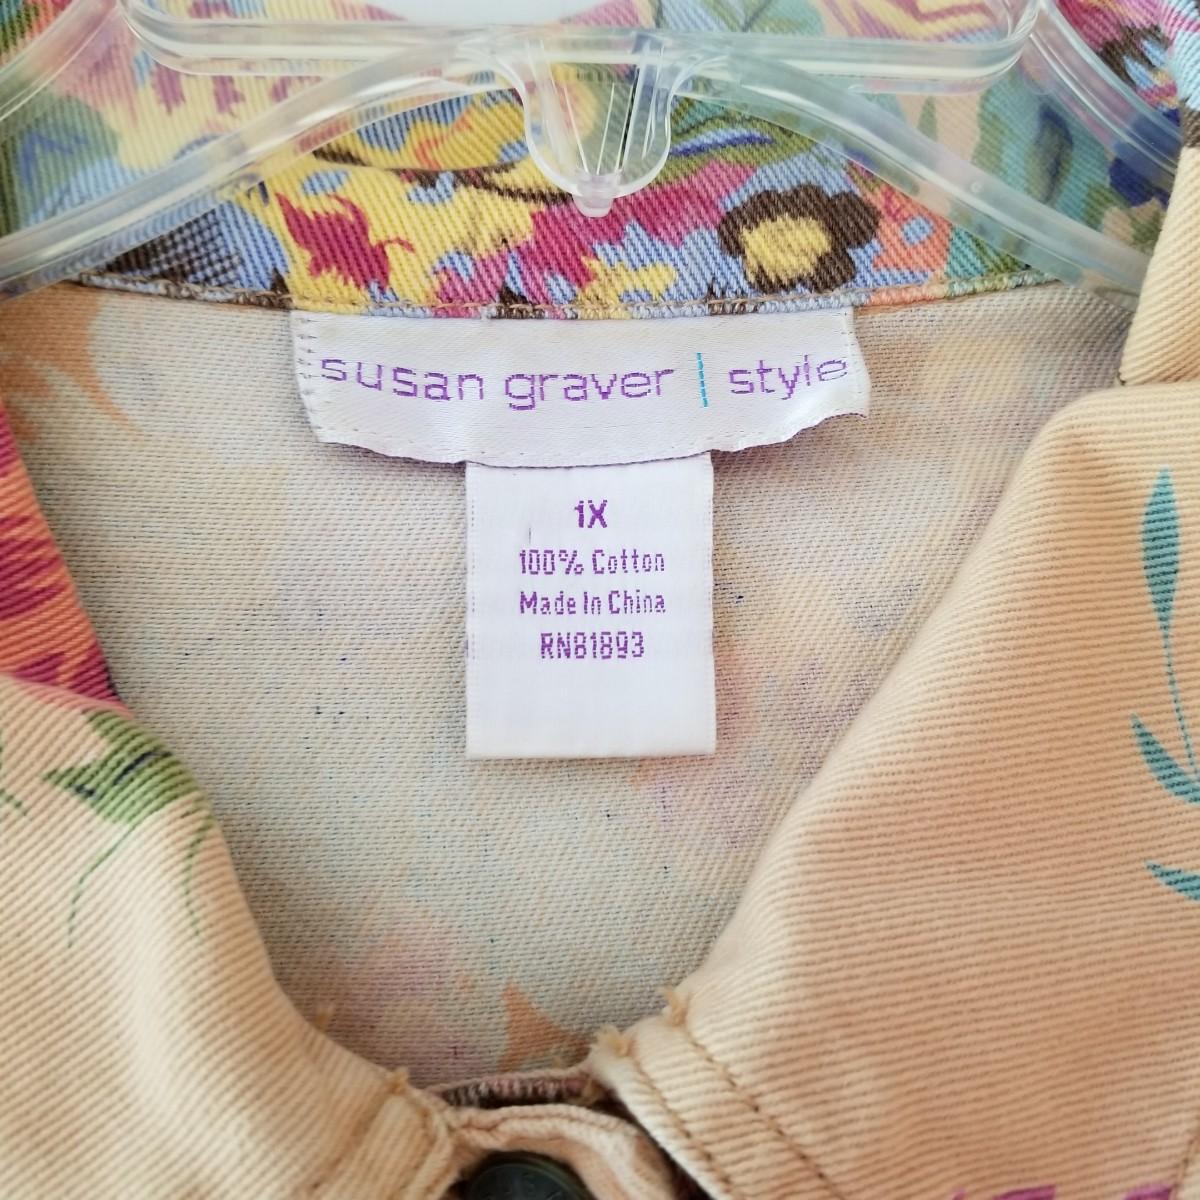 susan graver | style
1X
100% Cotton
Made In China
RN81893